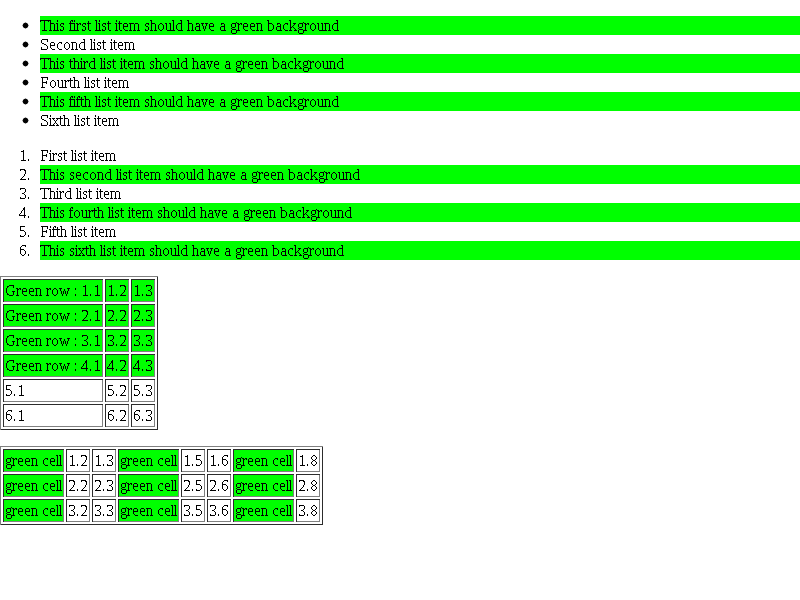 • This first list item should have a green background
• Second list item
• This third list item should have a green background
• Fourth list item
• This fifth list item should have a green background
• Sixth list item
1. First list item
2. This second list item should have a green background
3. Third list item
4. This fourth list item should have a green background
5. Fifth list item
6. This sixth list item should have a green background
Green row : 1.1 1.2 1.3
Green row : 2.1 2.2 2.3
Green row : 3.1 3.2 3.3
Green row : 4.1 4.2 4.3
5.1 5.2 5.3
6.1 6.2 6.3
green cell 1.2 1.3 green cell 1.5 1.6 green cell 1.8
green cell 2.2 2.3 green cell 2.5 2.6 green cell 2.8
green cell 3.2 3.3 green cell 3.5 3.6 green cell 3.8